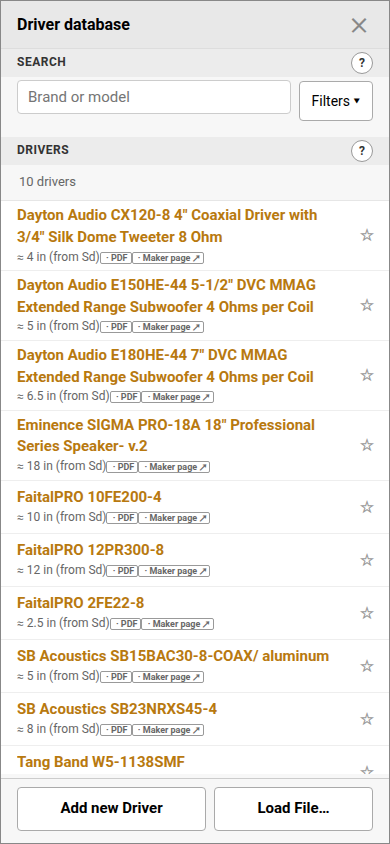 Driver database
SEARCH
?
Brand or model
Filters ▾
DRIVERS
?
10 drivers
Dayton Audio CX120-8 4" Coaxial Driver with
3/4" Silk Dome Tweeter 8 Ohm
≈ 4 in (from Sd) · PDF · Maker page ↗
Dayton Audio E150HE-44 5-1/2" DVC MMAG
Extended Range Subwoofer 4 Ohms per Coil
≈ 5 in (from Sd) · PDF · Maker page ↗
Dayton Audio E180HE-44 7" DVC MMAG
Extended Range Subwoofer 4 Ohms per Coil
≈ 6.5 in (from Sd) · PDF · Maker page ↗
Eminence SIGMA PRO-18A 18" Professional
Series Speaker- v.2
≈ 18 in (from Sd) · PDF · Maker page ↗
FaitalPRO 10FE200-4
≈ 10 in (from Sd) · PDF · Maker page ↗
FaitalPRO 12PR300-8
≈ 12 in (from Sd) · PDF · Maker page ↗
FaitalPRO 2FE22-8
≈ 2.5 in (from Sd) · PDF · Maker page ↗
SB Acoustics SB15BAC30-8-COAX/ aluminum
≈ 5 in (from Sd) · PDF · Maker page ↗
SB Acoustics SB23NRXS45-4
≈ 8 in (from Sd) · PDF · Maker page ↗
Tang Band W5-1138SMF
Add new Driver
Load File...